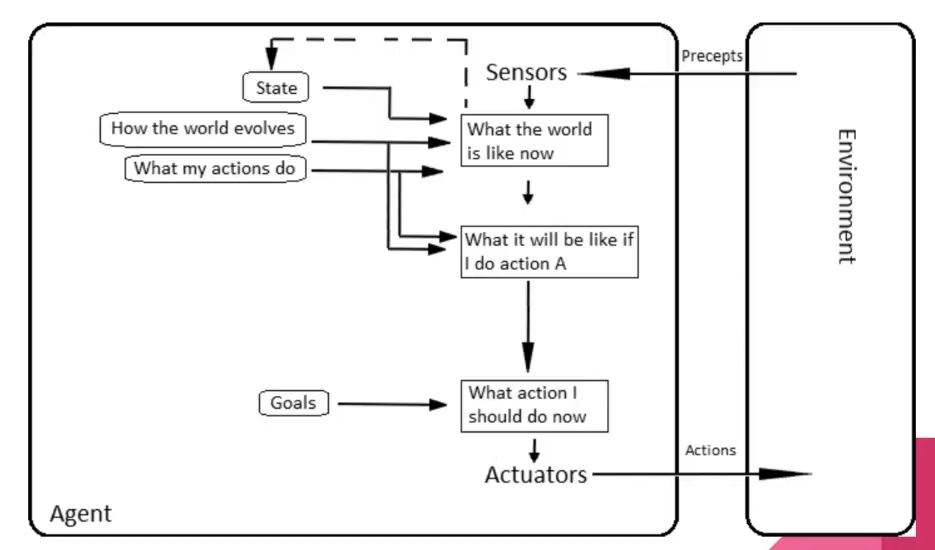 Precepts
Sensors
State
How the world evolves
What the world
is like now
What my actions do
Environment
What it will be like if
I do action A
Goals
What action I
should do now
Actions
Actuators
Agent